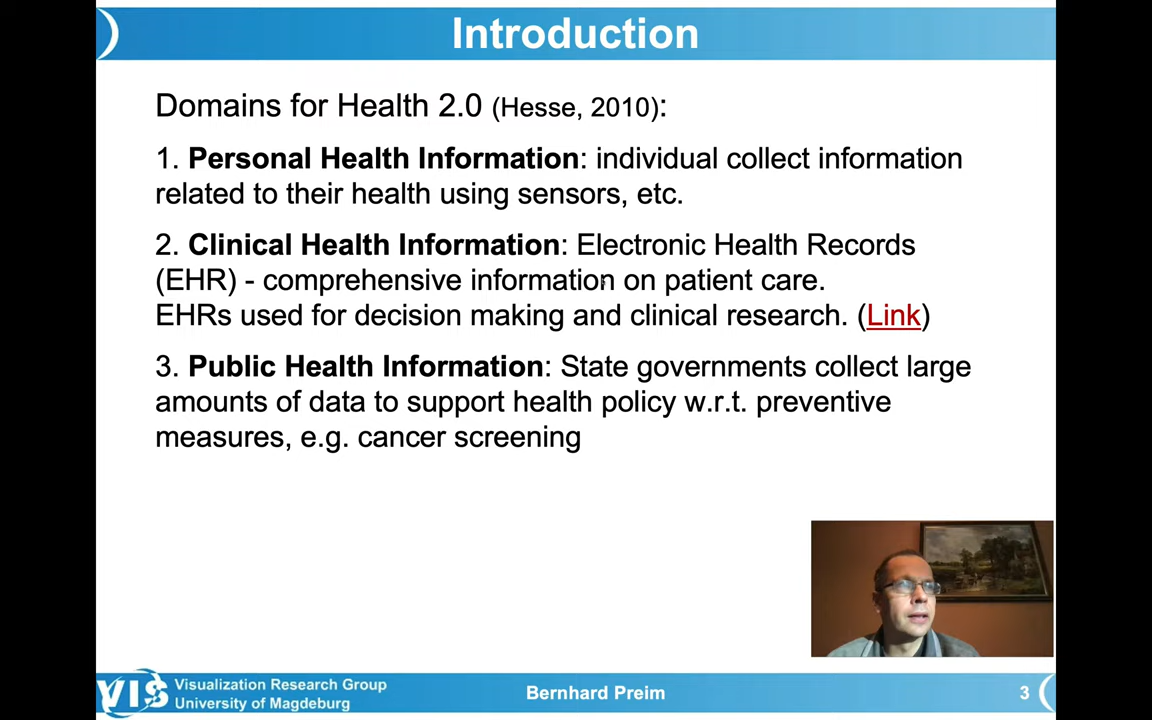 Introduction
Domains for Health 2.0 (Hesse, 2010):
1. Personal Health Information: individual collect information
related to their health using sensors, etc.
2. Clinical Health Information: Electronic Health Records
(EHR) - comprehensive information on patient care.
EHRs used for decision making and clinical research. (Link)
3. Public Health Information: State governments collect large
amounts of data to support health policy w.r.t. preventive
measures, e.g. cancer screening
VIS
Visualization Research Group
University of Magdeburg
Bernhard Preim
3